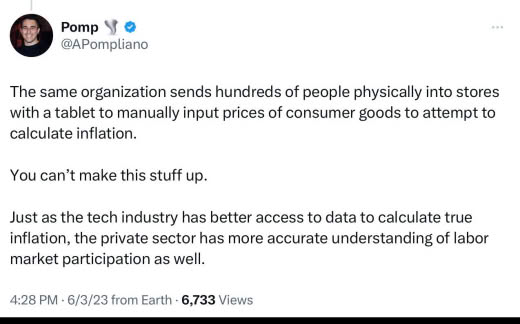 Pomp
@APompliano
The same organization sends hundreds of people physically into stores
with a tablet to manually input prices of consumer goods to attempt to
calculate inflation.
You can’t make this stuff up.
Just as the tech industry has better access to data to calculate true
inflation, the private sector has more accurate understanding of labor
market participation as well.
4:28 PM · 6/3/23 from Earth · 6,733 Views